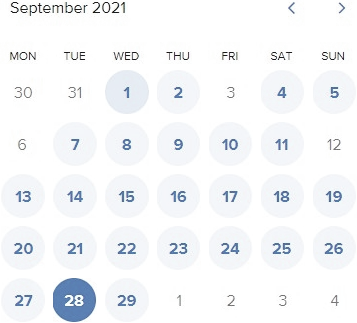 September 2021
MON TUE WED THU FRI SAT SUN
30 31 1 2 3 4 5
6 7 8 9 10 11 12
13 14 15 16 17 18 19
20 21 22 23 24 25 26
27 28 29 1 2 3 4